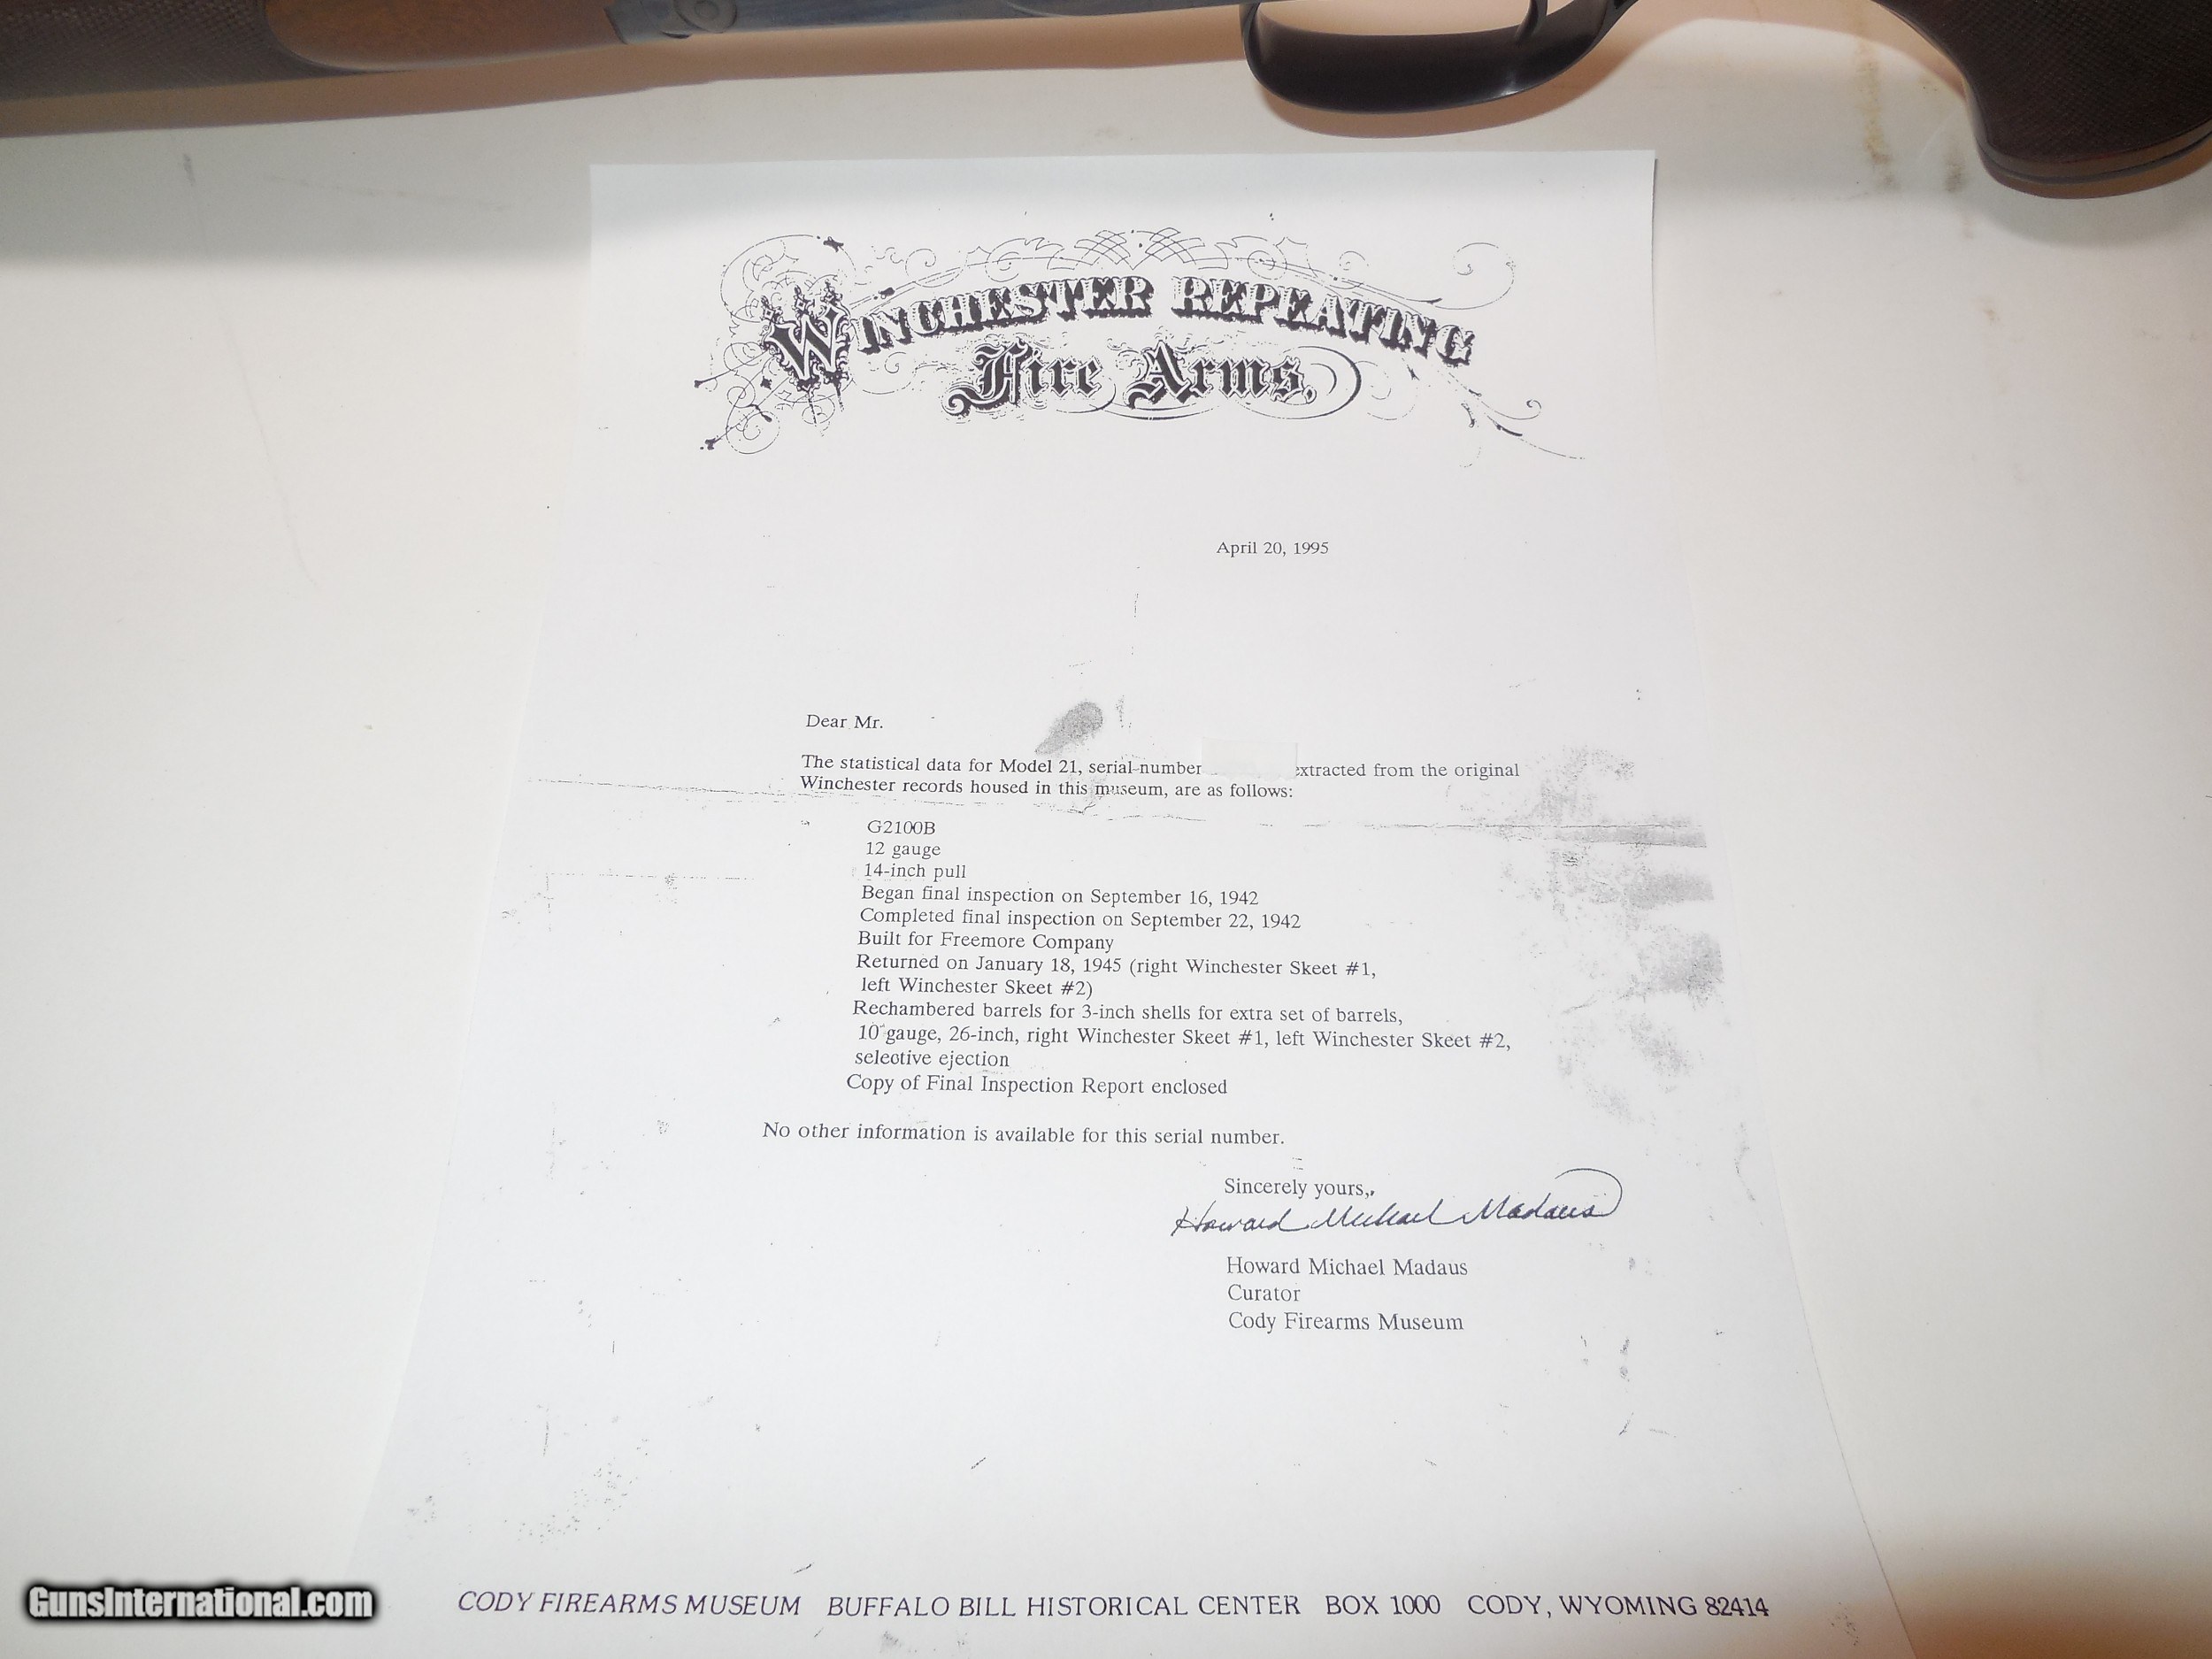 WINCHESTER REPEATING
Fire Arms,
April 20, 1995
Dear Mr.
The statistical data for Model 21, serial number extracted from the original
Winchester records housed in this museum, are as follows:
G2100B
12 gauge
14-inch pull
Began final inspection on September 16, 1942
Completed final inspection on September 22, 1942
Built for Freemore Company
Returned on January 18, 1945 (right Winchester Skeet #1,
left Winchester Skeet #2)
Rechambered barrels for 3-inch shells for extra set of barrels,
10 gauge, 26-inch, right Winchester Skeet #1, left Winchester Skeet #2,
selective ejection
Copy of Final Inspection Report enclosed
No other information is available for this serial number.
Sincerely yours,
Howard Michael Madaus
Howard Michael Madaus
Curator
Cody Firearms Museum
CODY FIREARMS MUSEUM BUFFALO BILL HISTORICAL CENTER BOX 1000 CODY, WYOMING 82414
GunsInternational.com